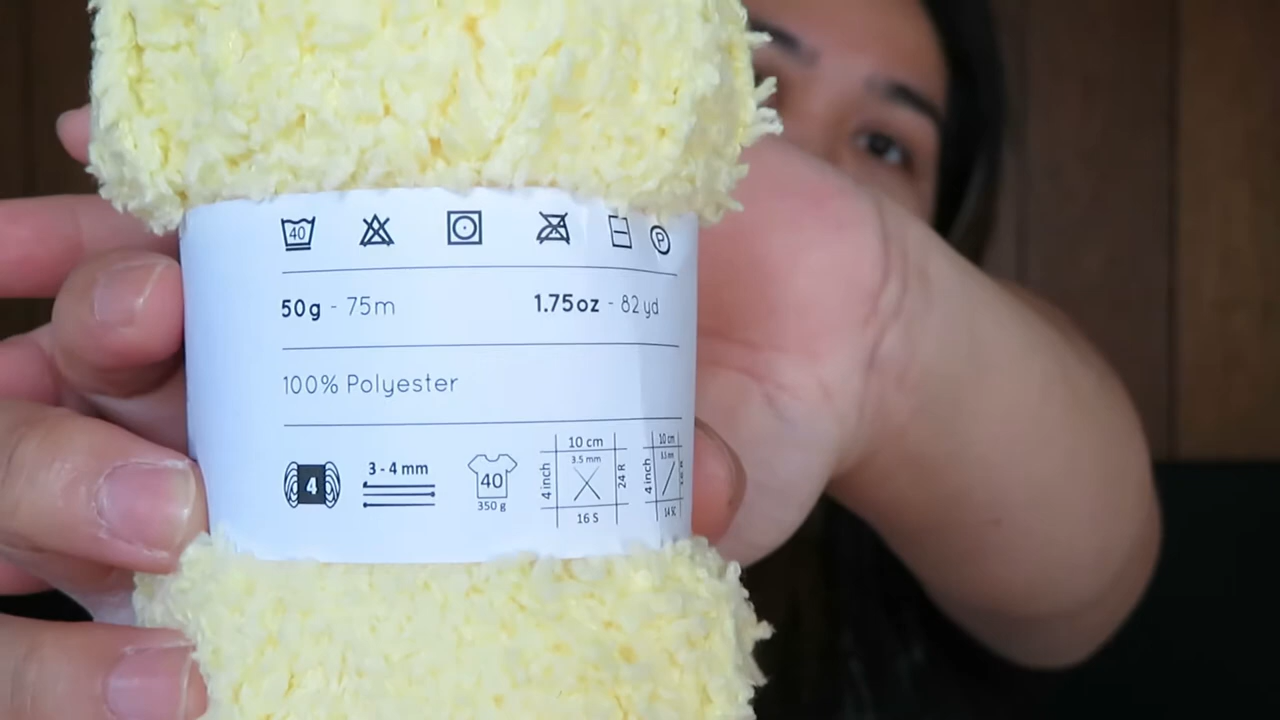 40 P
50g - 75m 1.75oz - 82 yd
100% Polyester
4
3 - 4 mm
40
350 g
10 cm
3.5 mm
4 inch
24 R
16 S
10 cm
4 inch